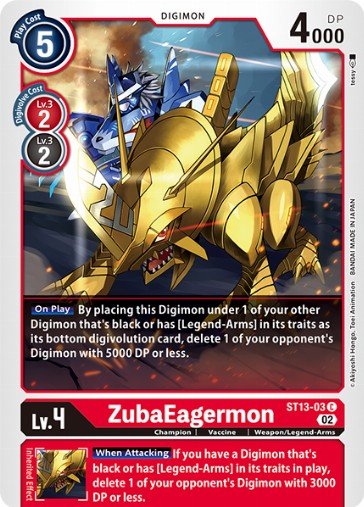 Play Cost
5
DIGIMON
DP
4000
Digivolve Cost
Lv.3
2
Lv.3
2
tessy
© Akiyoshi Hongo, Toei Animation BANDAI MADE IN JAPAN
[On Play] By placing this Digimon under 1 of your other
Digimon that's black or has [Legend-Arms] in its traits as
its bottom digivolution card, delete 1 of your opponent's
Digimon with 5000 DP or less.
Lv.4
ZubaEagermon
ST13-03 C
02
Champion | Vaccine | Weapon/Legend-Arms
Inherited Effect
When Attacking If you have a Digimon that's
black or has [Legend-Arms] in its traits in play,
delete 1 of your opponent's Digimon with 3000
DP or less.